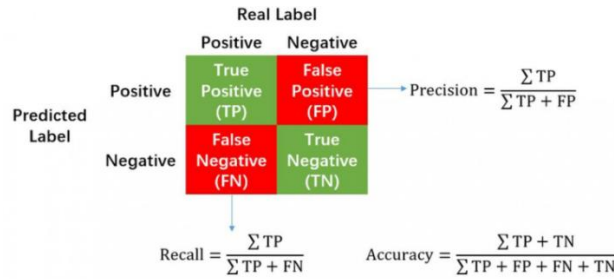 Real Label
Positive Negative
Predicted Label
Positive
True Positive (TP)
False Positive (FP)
Precision = ∑ TP / ∑ TP + FP
Negative
False Negative (FN)
True Negative (TN)
Recall = ∑ TP / ∑ TP + FN
Accuracy = ∑ TP + TN / ∑ TP + FP + FN + TN